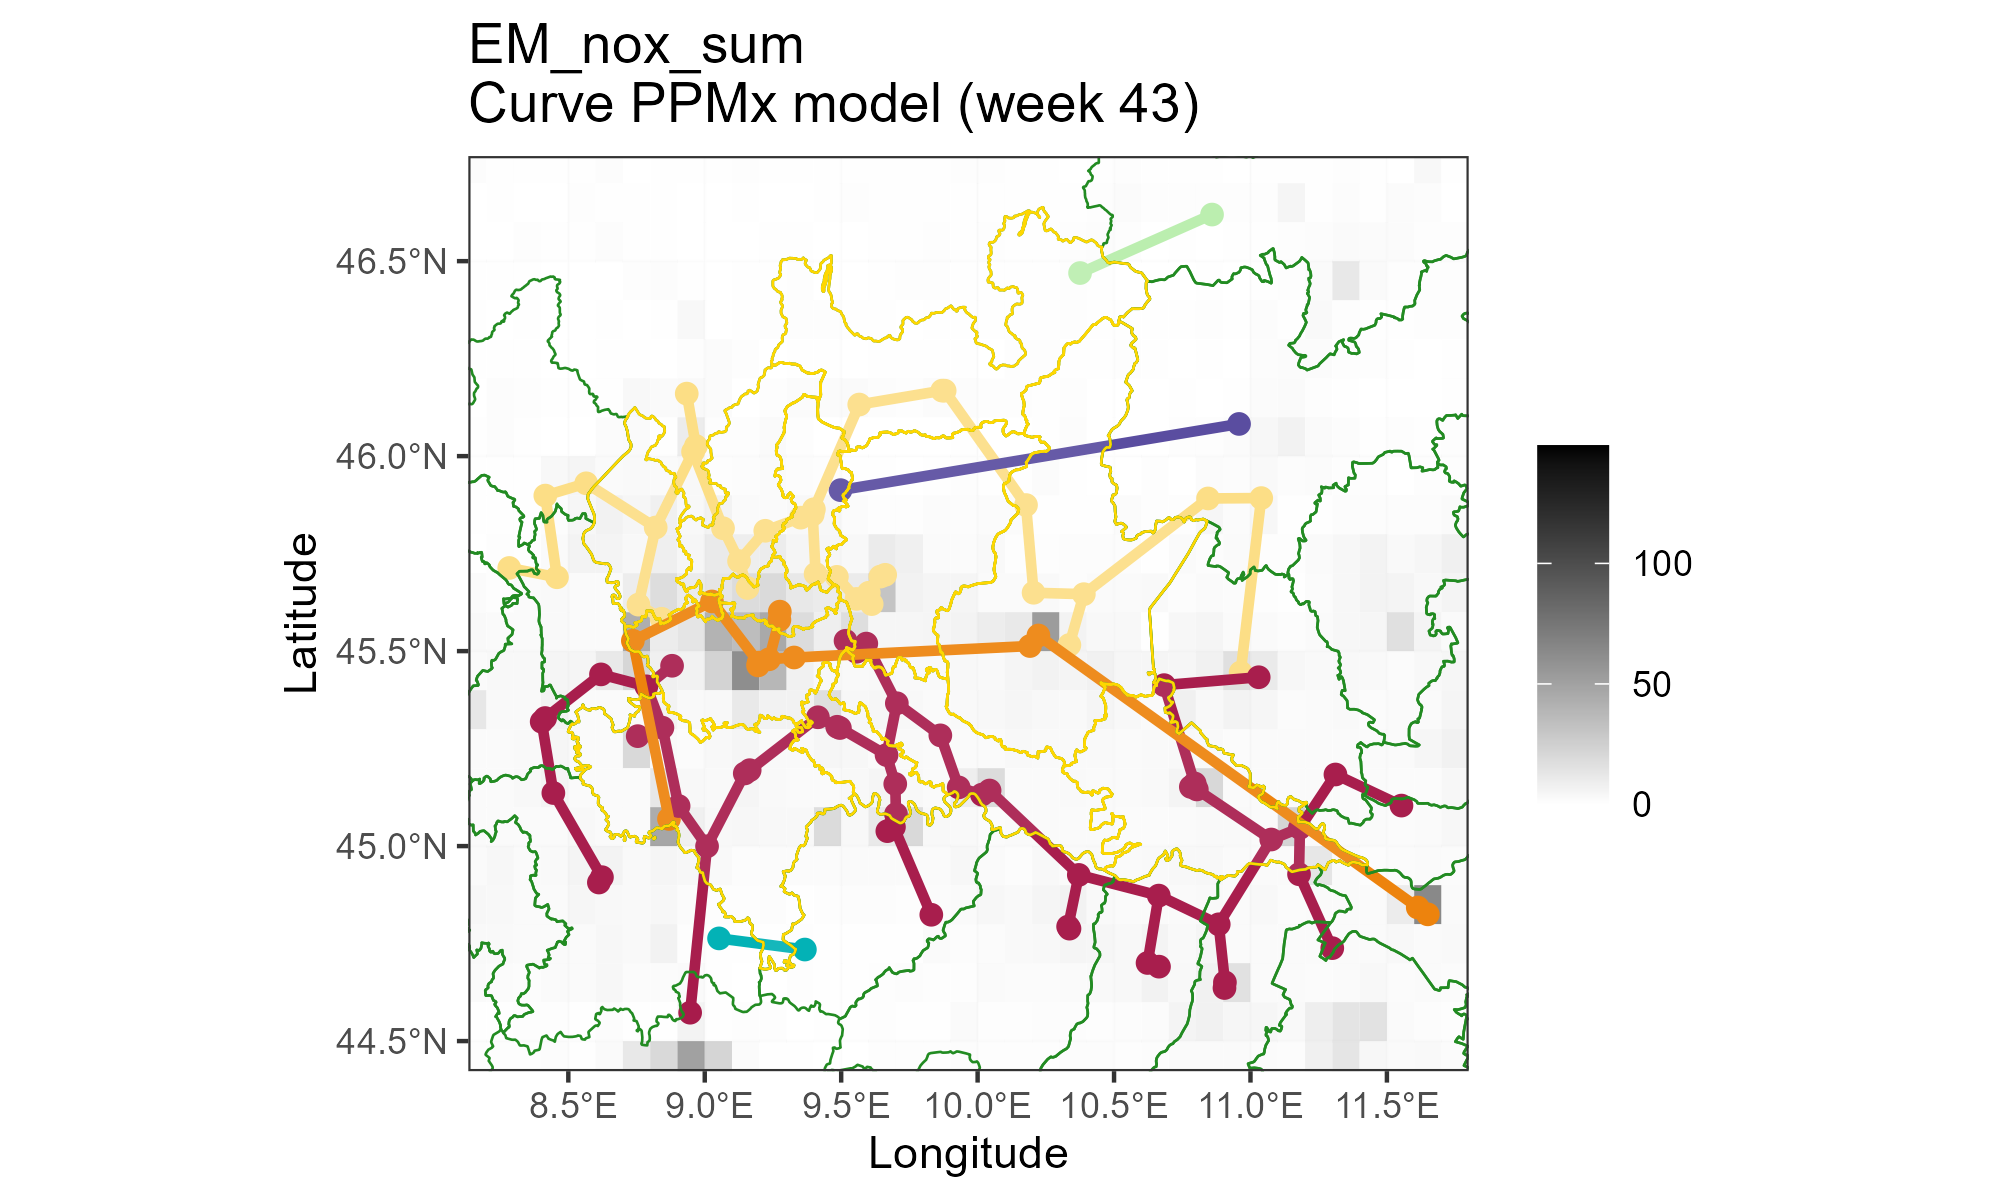 EM_nox_sum
Curve PPMx model (week 43)
46.5°N
46.0°N
45.5°N
45.0°N
44.5°N
Latitude
8.5°E 9.0°E 9.5°E 10.0°E 10.5°E 11.0°E 11.5°E
Longitude
100
50
0